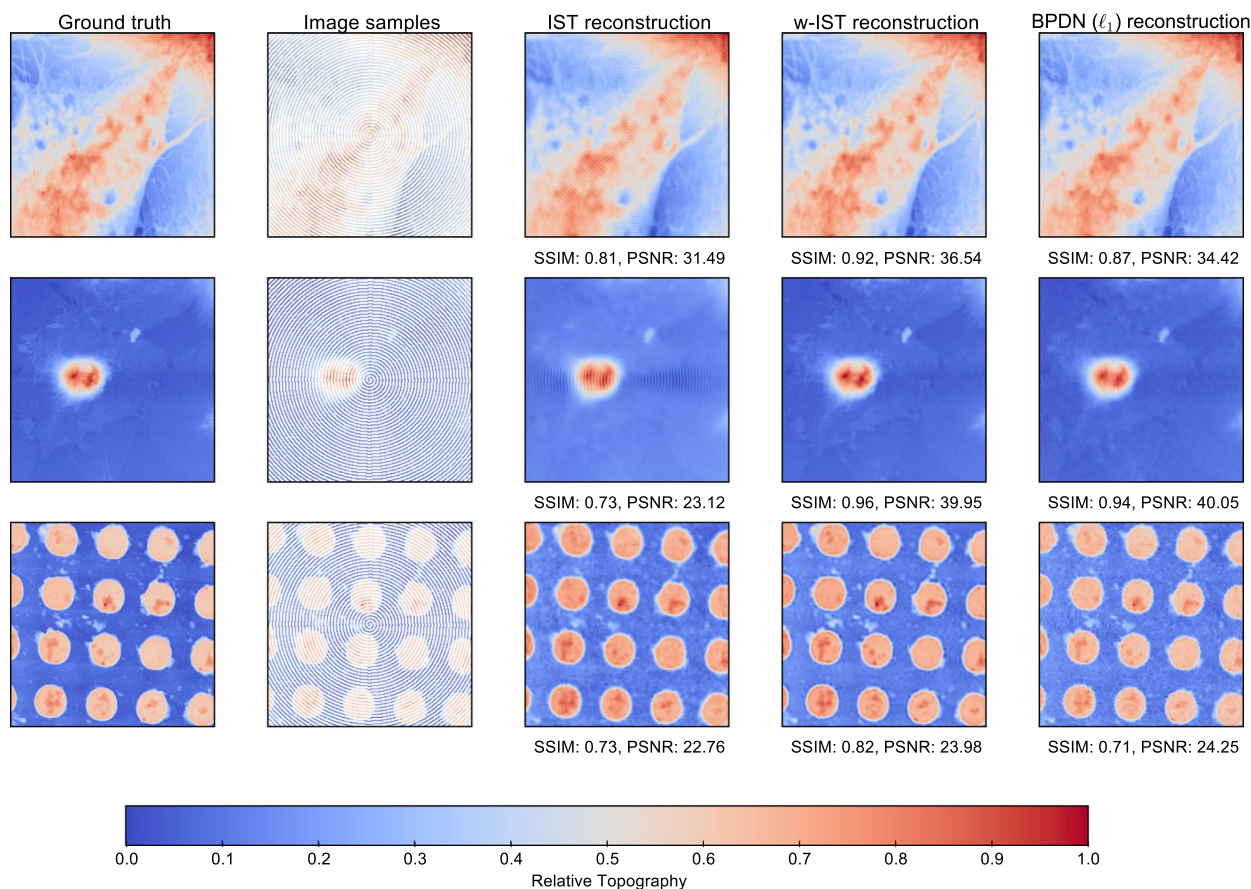 Ground truth
Image samples
IST reconstruction
w-IST reconstruction
BPDN (ℓ₁) reconstruction
SSIM: 0.81, PSNR: 31.49
SSIM: 0.92, PSNR: 36.54
SSIM: 0.87, PSNR: 34.42
SSIM: 0.73, PSNR: 23.12
SSIM: 0.96, PSNR: 39.95
SSIM: 0.94, PSNR: 40.05
SSIM: 0.73, PSNR: 22.76
SSIM: 0.82, PSNR: 23.98
SSIM: 0.71, PSNR: 24.25
0.0 0.1 0.2 0.3 0.4 0.5 0.6 0.7 0.8 0.9 1.0
Relative Topography